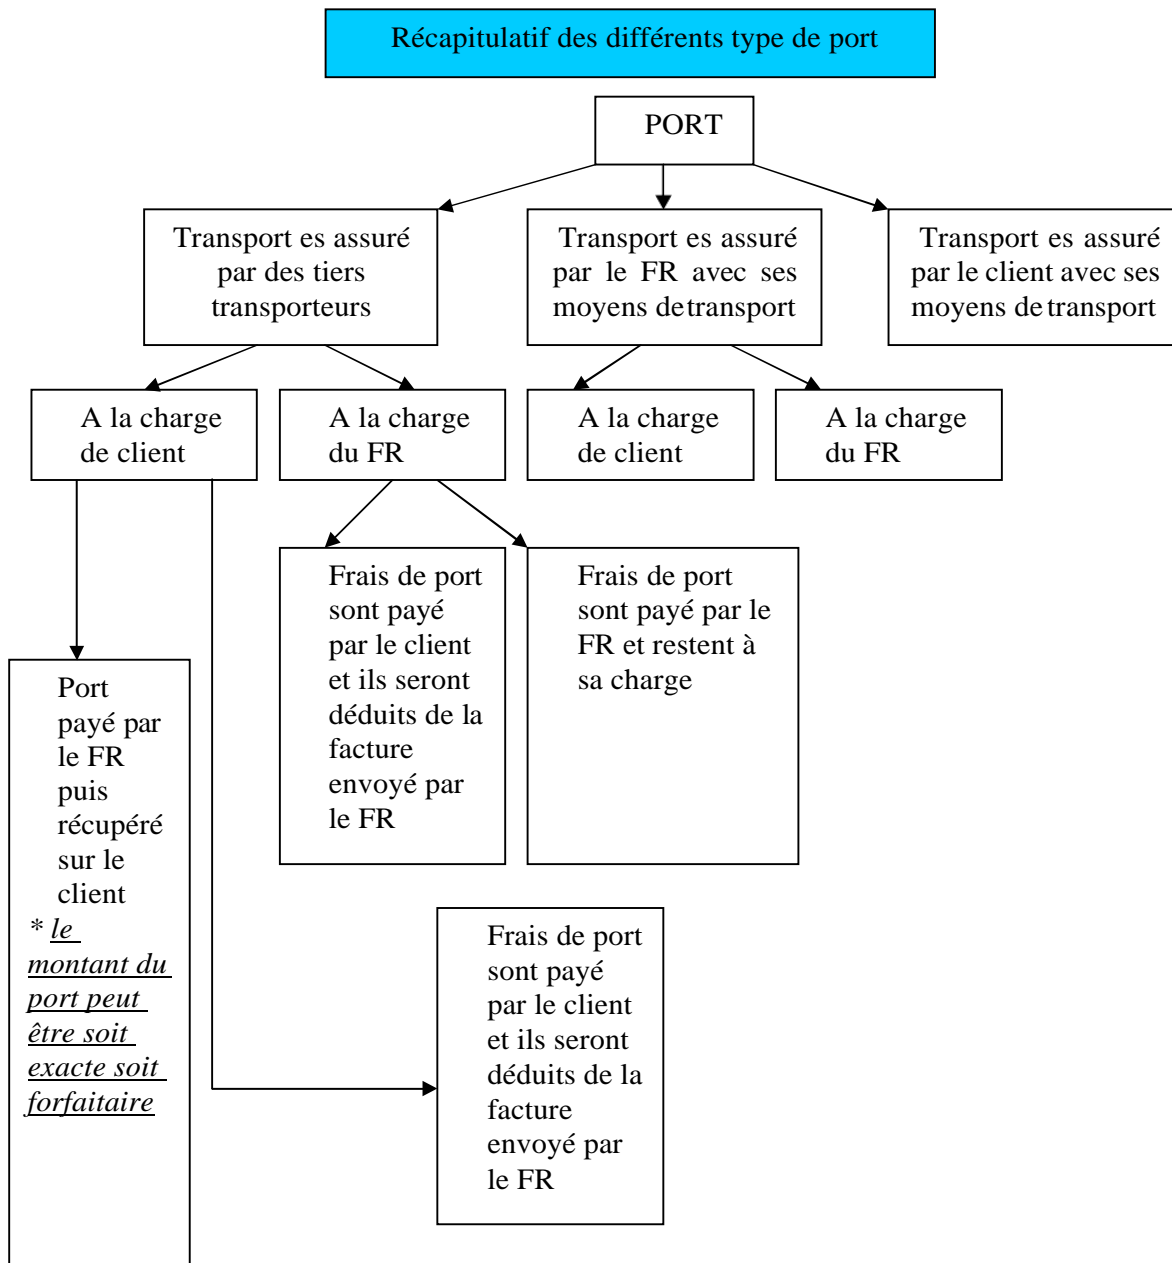 Récapitulatif des différents type de port
PORT
Transport es assuré
par des tiers
transporteurs
Transport es assuré
par le FR avec ses
moyens de transport
Transport es assuré
par le client avec ses
moyens de transport
A la charge
de client
A la charge
du FR
A la charge
de client
A la charge
du FR
Frais de port
sont payé
par le client
et ils seront
déduits de la
facture
envoyé par
le FR
Frais de port
sont payé par le
FR et restent à
sa charge
Port
payé par
le FR
puis
récupéré
sur le
client
* le
montant du
port peut
être soit
exacte soit
forfaitaire
Frais de port
sont payé
par le client
et ils seront
déduits de la
facture
envoyé par
le FR